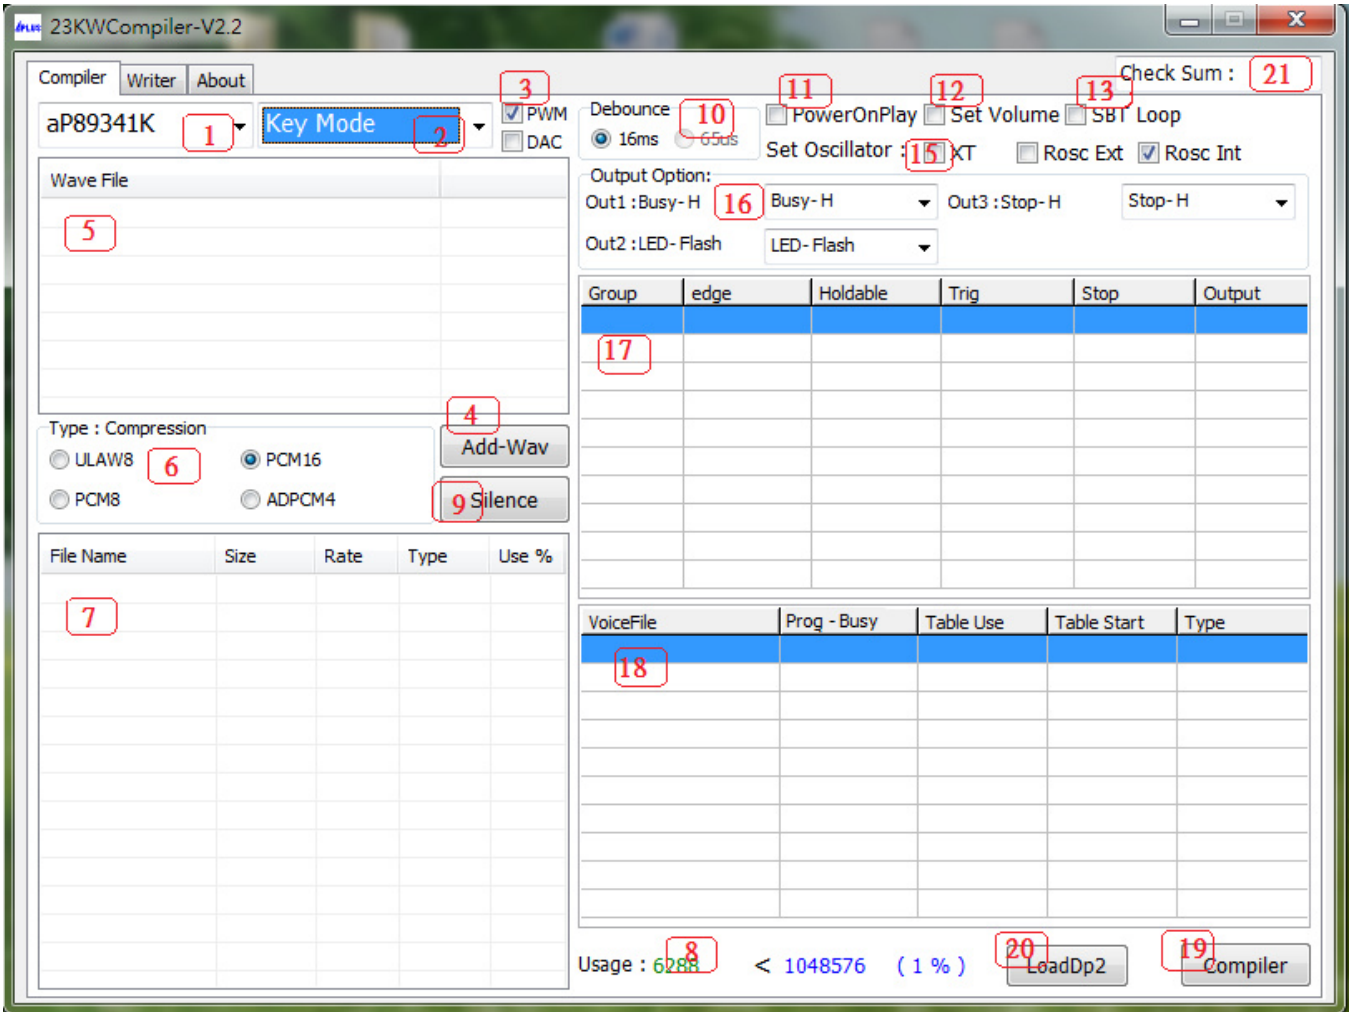 aPLUS 23KWCompiler-V2.2
Compiler Writer About
Check Sum : 21
aP89341K 1 Key Mode 2
3
PWM
DAC
Wave File
5
Type : Compression
ULAW8 6 PCM16
PCM8 ADPCM4
4
Add-Wav
9 Silence
File Name Size Rate Type Use %
7
Debounce 10
16ms 65us
11 12 13
PowerOnPlay Set Volume SBT Loop
Set Oscillator : 15 XT Rosc Ext Rosc Int
Output Option:
Out1 :Busy- H 16 Busy- H Out3 :Stop- H Stop- H
Out2 :LED- Flash LED- Flash
Group edge Holdable Trig Stop Output
17
VoiceFile Prog - Busy Table Use Table Start Type
18
Usage : 6288 8 < 1048576 ( 1 % ) 20 LoadDp2 19 Compiler